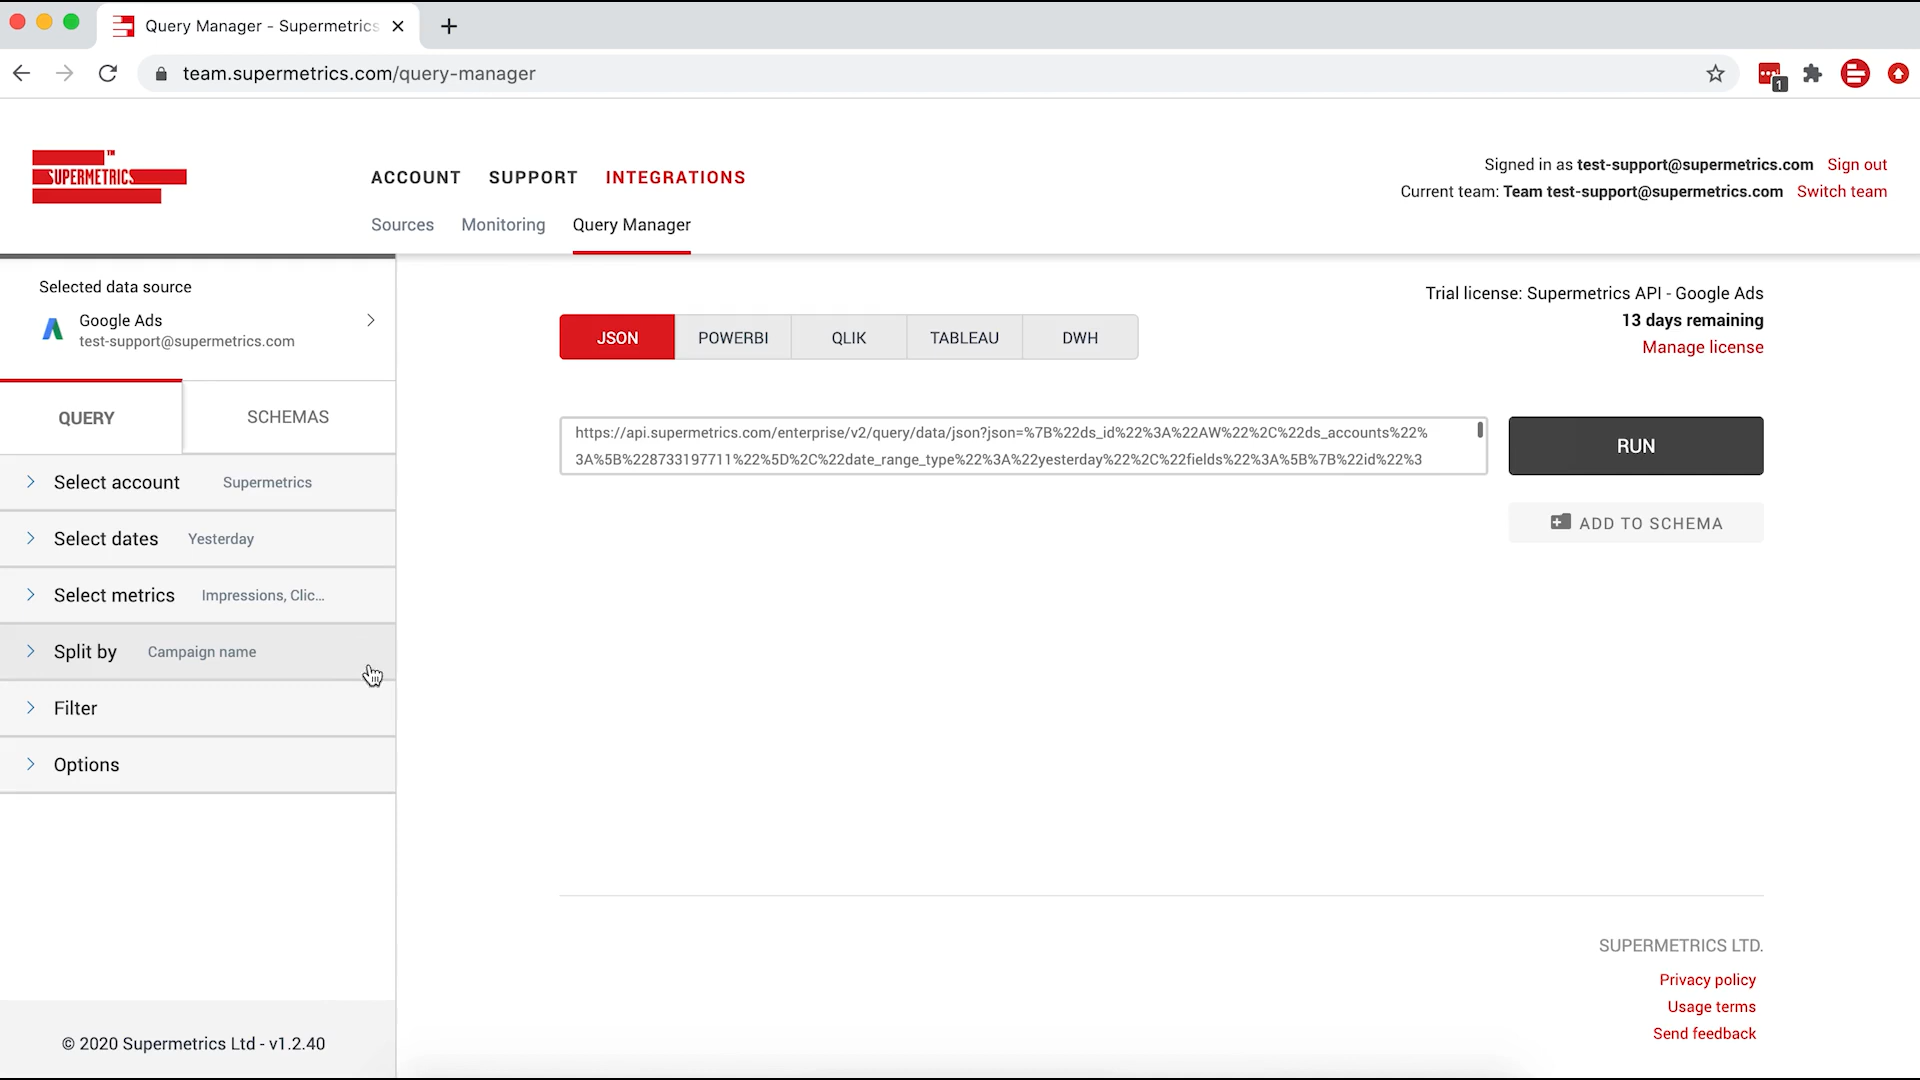 Query Manager - Supermetrics
team.supermetrics.com/query-manager
1
SUPERMETRICS™
ACCOUNT SUPPORT INTEGRATIONS
Signed in as test-support@supermetrics.com Sign out
Current team: Team test-support@supermetrics.com Switch team
Sources Monitoring Query Manager
Selected data source
Google Ads
test-support@supermetrics.com
Trial license: Supermetrics API - Google Ads
13 days remaining
Manage license
JSON POWERBI QLIK TABLEAU DWH
QUERY SCHEMAS
https://api.supermetrics.com/enterprise/v2/query/data/json?json=%7B%22ds_id%22%3A%22AW%22%2C%22ds_accounts%22%
3A%5B%228733197711%22%5D%2C%22date_range_type%22%3A%22yesterday%22%2C%22fields%22%3A%5B%7B%22id%22%3
RUN
ADD TO SCHEMA
Select account Supermetrics
Select dates Yesterday
Select metrics Impressions, Clic...
Split by Campaign name
Filter
Options
SUPERMETRICS LTD.
Privacy policy
Usage terms
Send feedback
© 2020 Supermetrics Ltd - v1.2.40